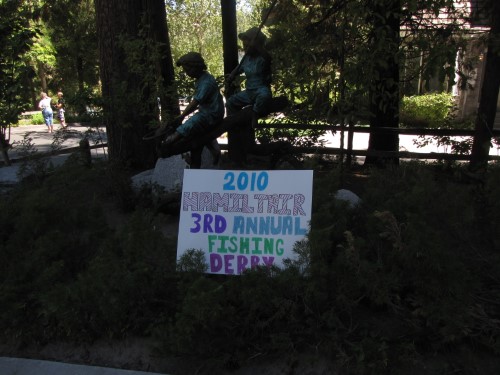 2010
HAMILTAIR
3RD ANNUAL
FISHING
DERBY